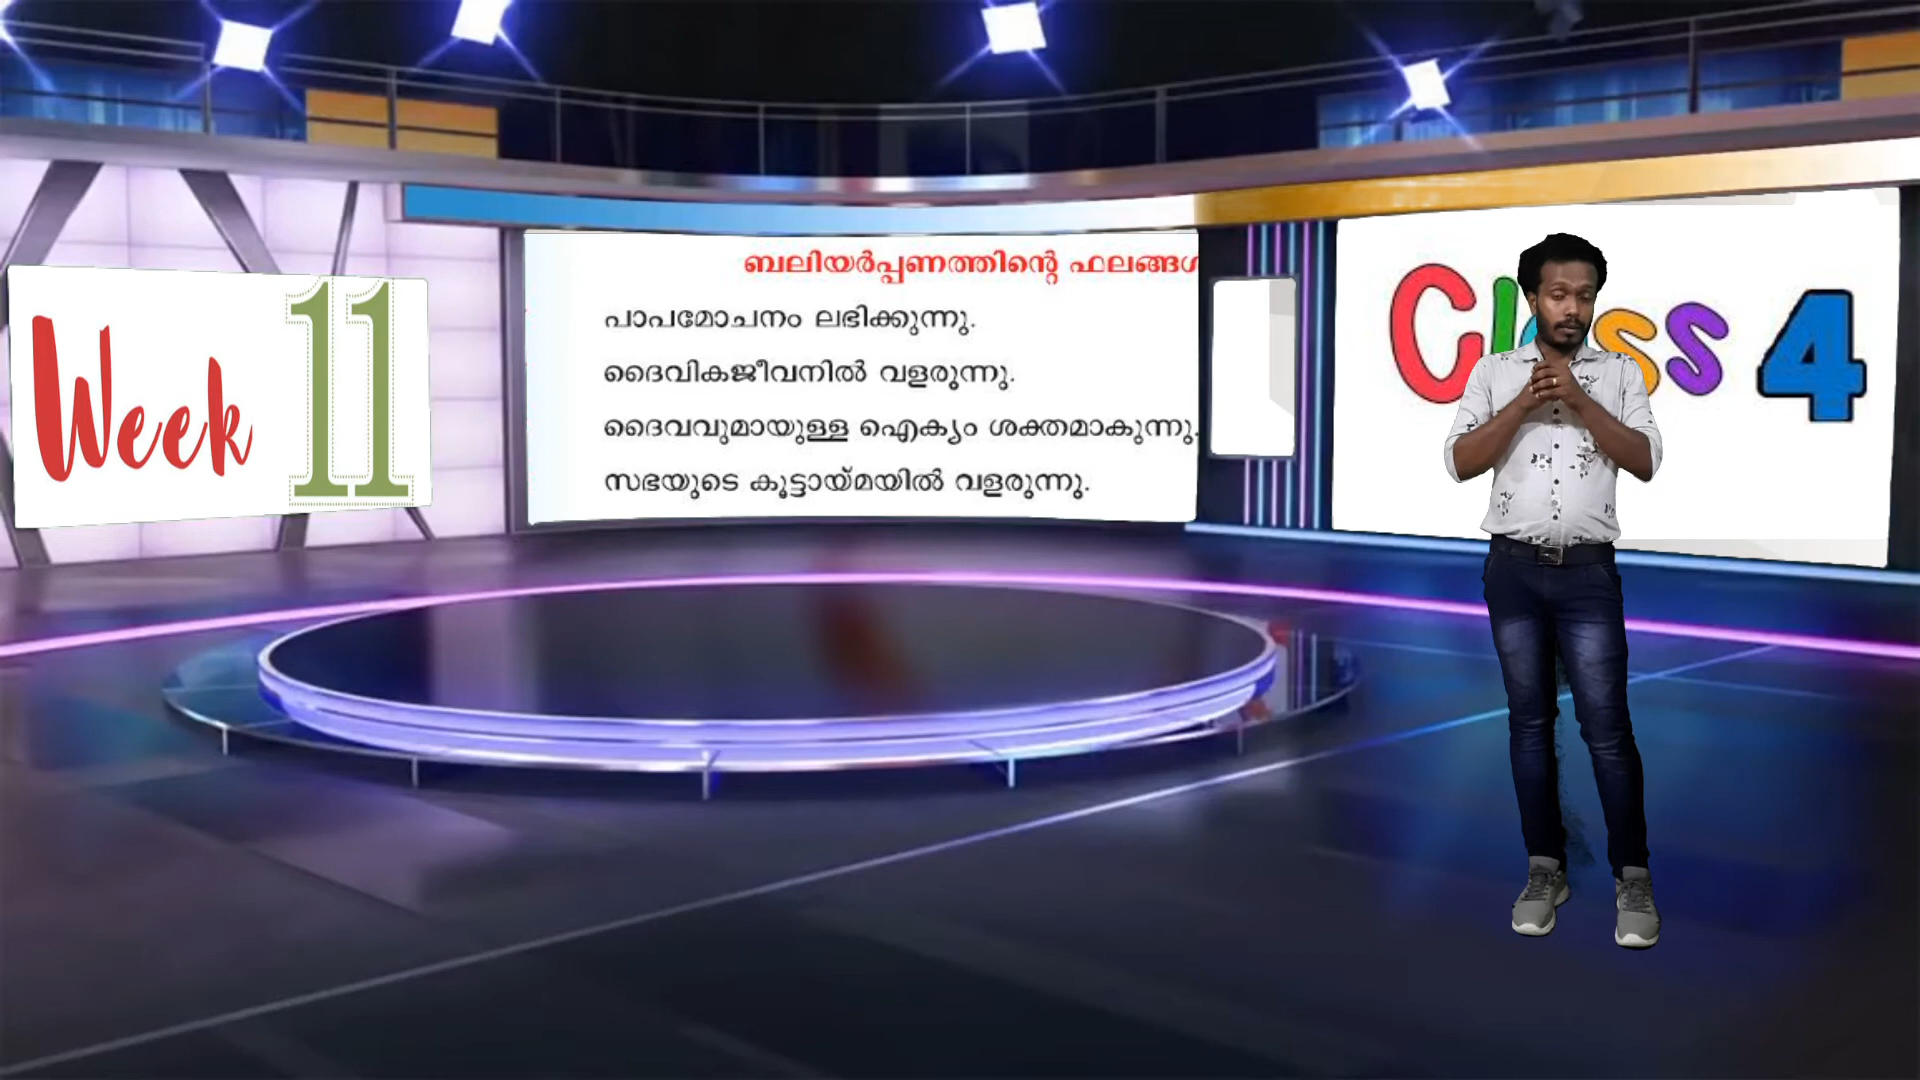 Week 11
ബലിയർപ്പണത്തിന്റെ
പാപമോചനം ലഭിക്കുന്നു.
ദൈവികജീവനിൽ വളരുന്നു.
ദൈവവുമായുള്ള ഐക്യം ശക്തമാകുന്നു.
സഭയുടെ കൂട്ടായ്മയിൽ വളരുന്നു.
Class 4